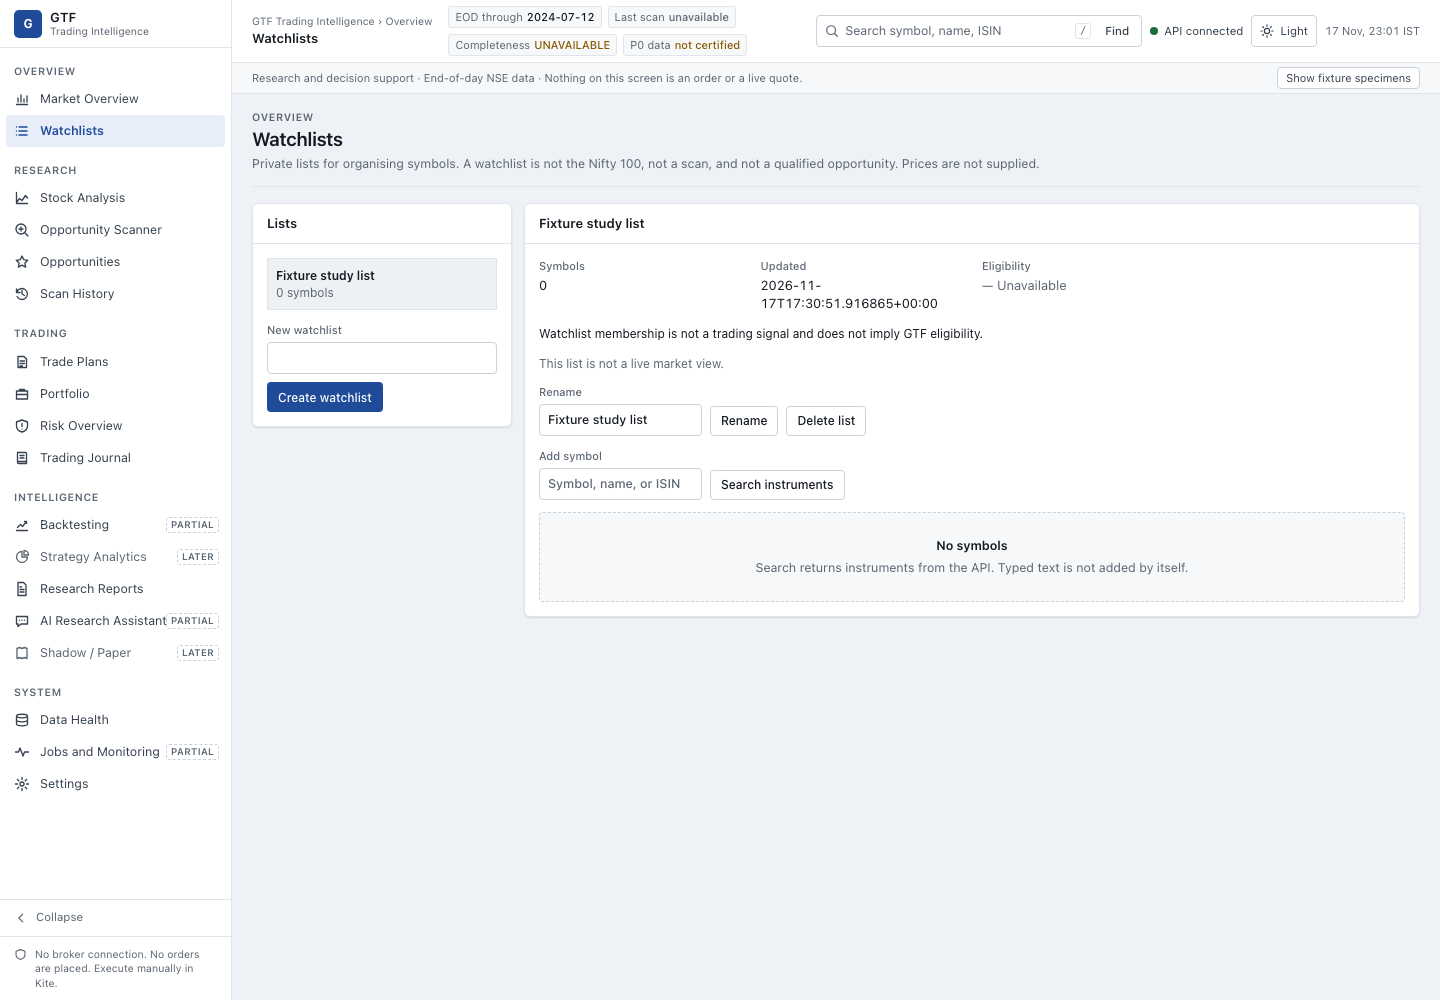 G
GTF
Trading Intelligence
OVERVIEW
Market Overview
Watchlists
RESEARCH
Stock Analysis
Opportunity Scanner
Opportunities
Scan History
TRADING
Trade Plans
Portfolio
Risk Overview
Trading Journal
INTELLIGENCE
Backtesting PARTIAL
Strategy Analytics LATER
Research Reports
AI Research Assistant PARTIAL
Shadow / Paper LATER
SYSTEM
Data Health
Jobs and Monitoring PARTIAL
Settings
Collapse
No broker connection. No orders
are placed. Execute manually in
Kite.
GTF Trading Intelligence › Overview
Watchlists
EOD through 2024-07-12
Last scan unavailable
Completeness UNAVAILABLE
P0 data not certified
Search symbol, name, ISIN / Find
API connected
Light
17 Nov, 23:01 IST
Research and decision support · End-of-day NSE data · Nothing on this screen is an order or a live quote.
Show fixture specimens
OVERVIEW
Watchlists
Private lists for organising symbols. A watchlist is not the Nifty 100, not a scan, and not a qualified opportunity. Prices are not supplied.
Lists
Fixture study list
0 symbols
New watchlist
Create watchlist
Fixture study list
Symbols
0
Updated
2026-11-
17T17:30:51.916865+00:00
Eligibility
— Unavailable
Watchlist membership is not a trading signal and does not imply GTF eligibility.
This list is not a live market view.
Rename
Fixture study list Rename Delete list
Add symbol
Symbol, name, or ISIN Search instruments
No symbols
Search returns instruments from the API. Typed text is not added by itself.